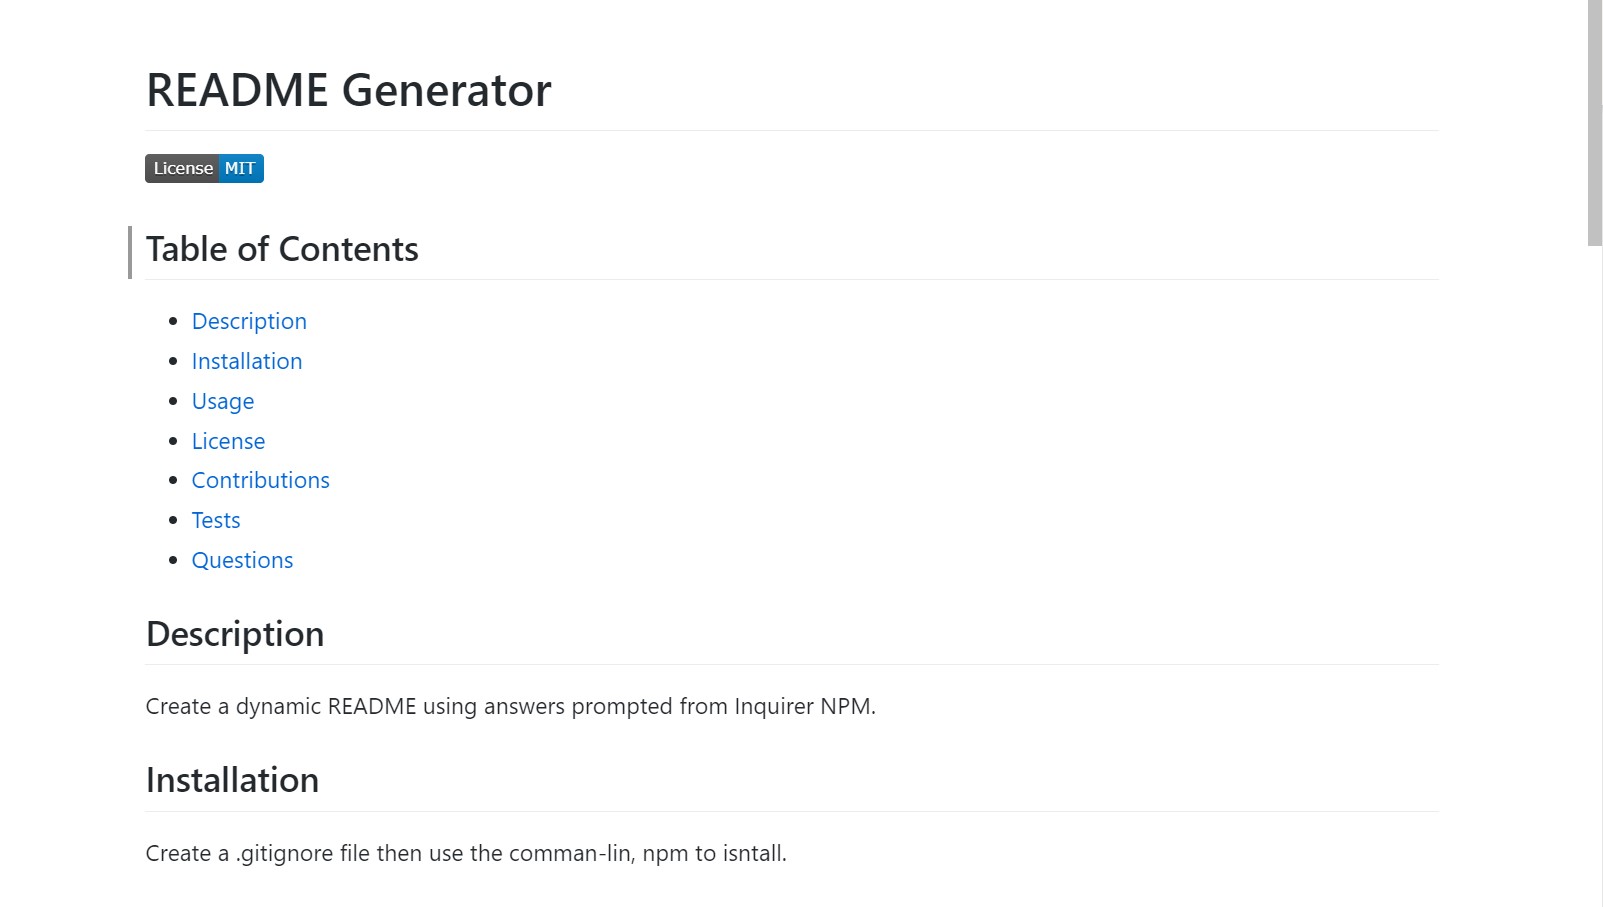 README Generator
License MIT
Table of Contents
Description
Installation
Usage
License
Contributions
Tests
Questions
Description
Create a dynamic README using answers prompted from Inquirer NPM.
Installation
Create a .gitignore file then use the comman-lin, npm to isntall.